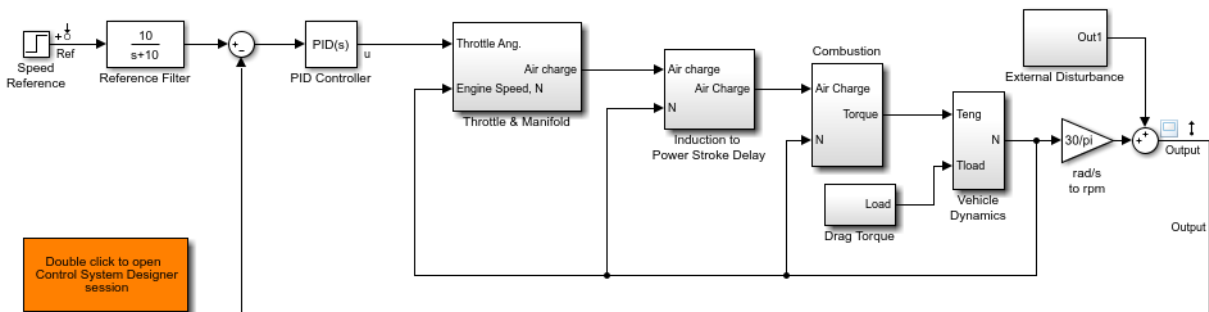 Speed
Reference
Ref
10
s+10
Reference Filter
+
-
PID(s)
u
PID Controller
Throttle Ang.
Air charge
Engine Speed, N
Throttle & Manifold
Air charge
Air Charge
N
Induction to
Power Stroke Delay
Combustion
Air Charge
Torque
N
Load
Drag Torque
Teng
N
Tload
Vehicle
Dynamics
Out1
External Disturbance
30/pi
rad/s
to rpm
+
+
Output
Output
Double click to open
Control System Designer
session